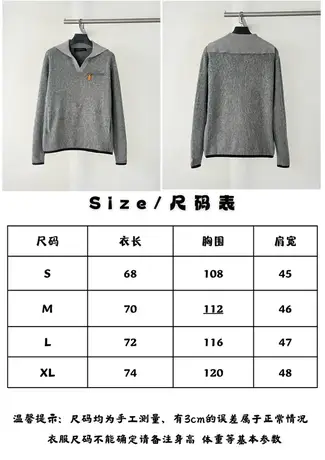 Size/尺码表
尺码 衣长 胸围 肩宽
S 68 108 45
M 70 112 46
L 72 116 47
XL 74 120 48
温馨提示: 尺码均为手工测量、有3cm的误差属于正常情况
衣服尺码不能确定请备注身高 体重等基本参数